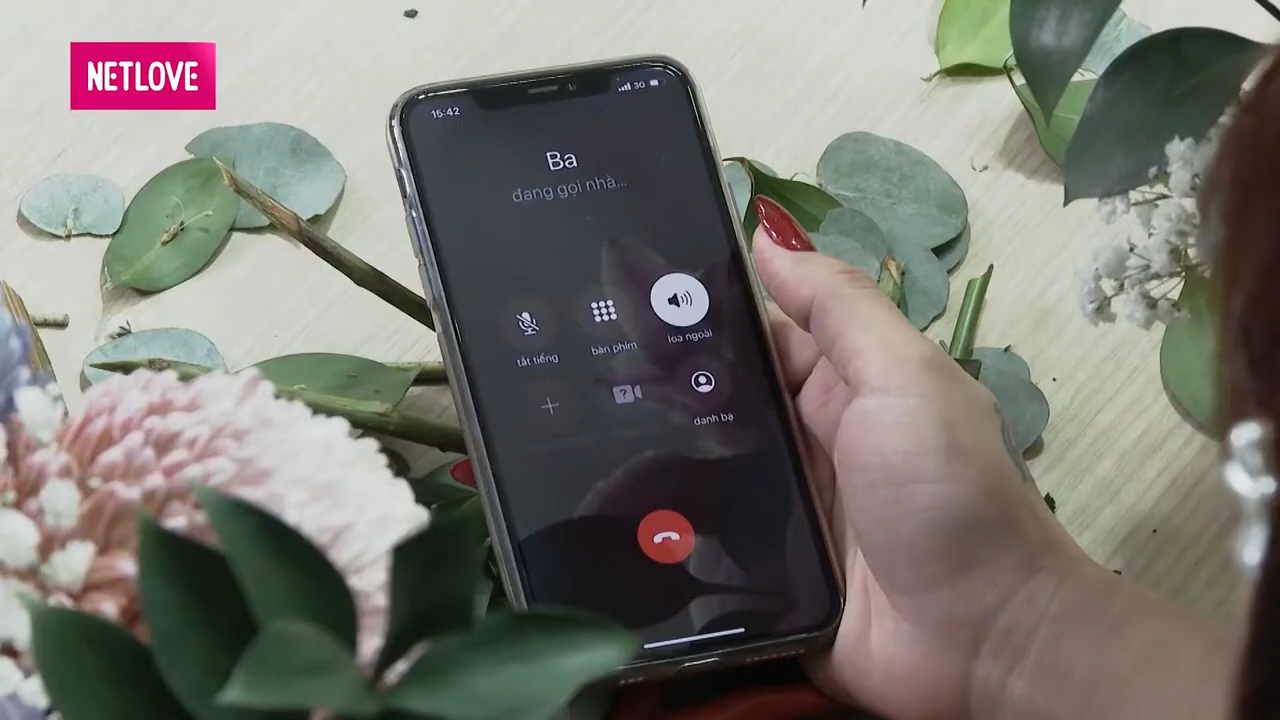 NETLOVE
15:42
3G
Ba
đang gọi nhà...
tắt tiếng
bàn phím
loa ngoài
danh bạ